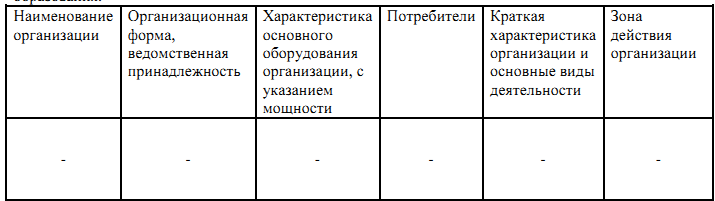 Наименование организации
Организационная форма, ведомственная принадлежность
Характеристика основного оборудования организации, с указанием мощности
Потребители
Краткая характеристика организации и основные виды деятельности
Зона действия организации
- - - - - -